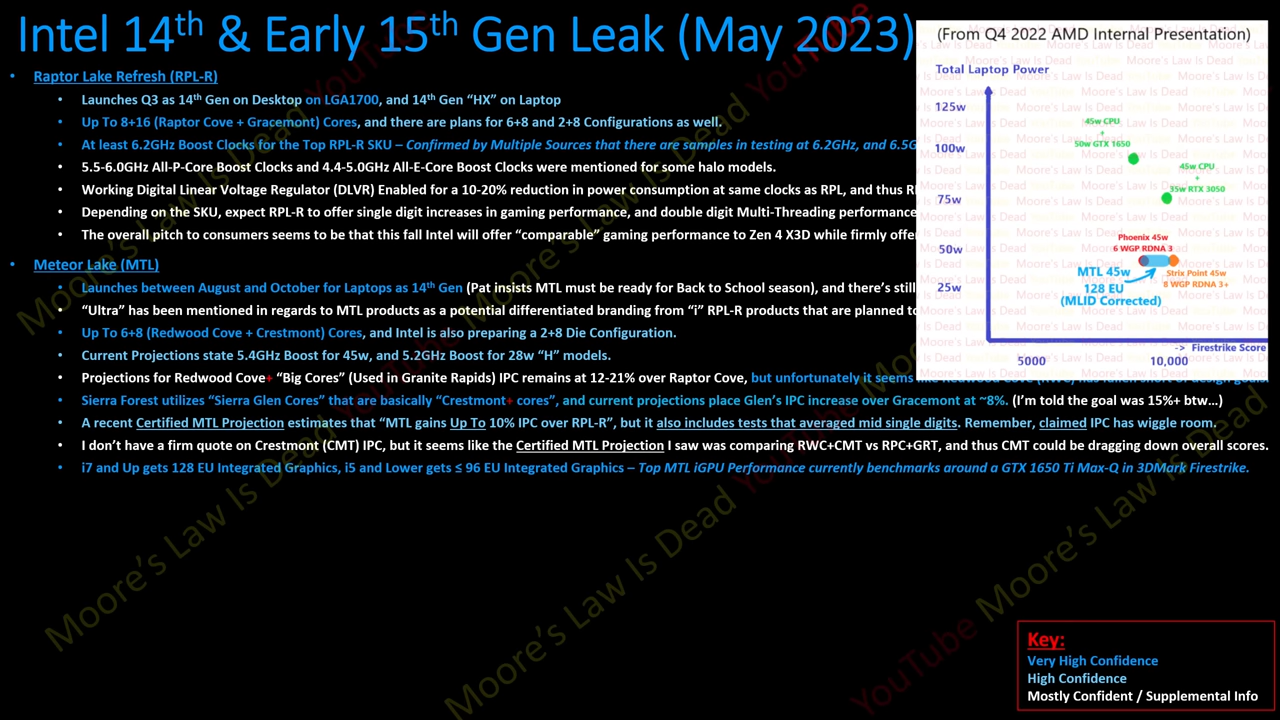 Intel 14th & Early 15th Gen Leak (May 2023)
Raptor Lake Refresh (RPL-R)
Launches Q3 as 14th Gen on Desktop on LGA1700, and 14th Gen "HX" on Laptop
Up To 8+16 (Raptor Cove + Gracemont) Cores, and there are plans for 6+8 and 2+8 Configurations as well.
At least 6.2GHz Boost Clocks for the Top RPL-R SKU – Confirmed by Multiple Sources that there are samples in testing at 6.2GHz, and 6.5G
5.5-6.0GHz All-P-Core Boost Clocks and 4.4-5.0GHz All-E-Core Boost Clocks were mentioned for some halo models.
Working Digital Linear Voltage Regulator (DLVR) Enabled for a 10-20% reduction in power consumption at same clocks as RPL, and thus
Depending on the SKU, expect RPL-R to offer single digit increases in gaming performance, and double digit Multi-Threading performance
The overall pitch to consumers seems to be that this fall Intel will offer "comparable" gaming performance to Zen 4 X3D while firmly
Meteor Lake (MTL)
Launches between August and October for Laptops as 14th Gen (Pat insists MTL must be ready for Back to School season), and there's still
"Ultra" has been mentioned in regards to MTL products as a potential differentiated branding from "i" RPL-R products that are planned
Up To 6+8 (Redwood Cove + Crestmont) Cores, and Intel is also preparing a 2+8 Die Configuration.
Current Projections state 5.4GHz Boost for 45w, and 5.2GHz Boost for 28w "H" models.
Projections for Redwood Cove+ "Big Cores" (Used in Granite Rapids) IPC remains at 12-21% over Raptor Cove, but unfortunately it seems
Sierra Forest utilizes "Sierra Glen Cores" that are basically "Crestmont+ cores", and current projections place Glen's IPC increase over Gracemont at ~8%. (I'm told the goal was 15%+ btw…)
A recent Certified MTL Projection estimates that "MTL gains Up To 10% IPC over RPL-R", but it also includes tests that averaged mid single digits. Remember, claimed IPC has wiggle room.
I don't have a firm quote on Crestmont (CMT) IPC, but it seems like the Certified MTL Projection I saw was comparing RWC+CMT vs RPC+GRT, and thus CMT could be dragging down overall scores.
i7 and Up gets 128 EU Integrated Graphics, i5 and Lower gets ≤ 96 EU Integrated Graphics – Top MTL iGPU Performance currently benchmarks around a GTX 1650 Ti Max-Q in 3DMark Firestrike.
(From Q4 2022 AMD Internal Presentation)
Total Laptop Power
125w
100w
75w
50w
25w
45w CPU
+
50w GTX 1650
45w CPU
+
35w RTX 3050
Phoenix 45w
6 WGP RDNA 3
MTL 45w
128 EU
(MLID Corrected)
Strix Point 45w
8 WGP RDNA 3+
-> Firestrike Score
5000
10,000
Key:
Very High Confidence
High Confidence
Mostly Confident / Supplemental Info
Moore's Law Is Dead YouTube
Moore's Law Is Dead YouTube
Moore's Law Is Dead
YouTube Moore's Law Is Dead